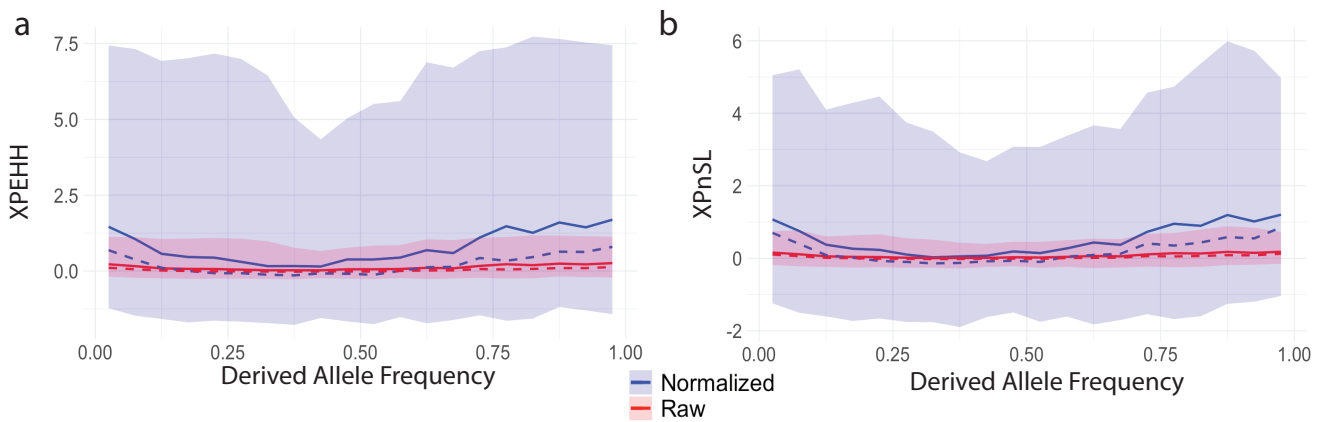 a
XPEHH
7.5
5.0
2.5
0.0
0.00 0.25 0.50 0.75 1.00
Derived Allele Frequency
b
XPnSL
6
4
2
0
-2
0.00 0.25 0.50 0.75 1.00
Derived Allele Frequency
Normalized
Raw